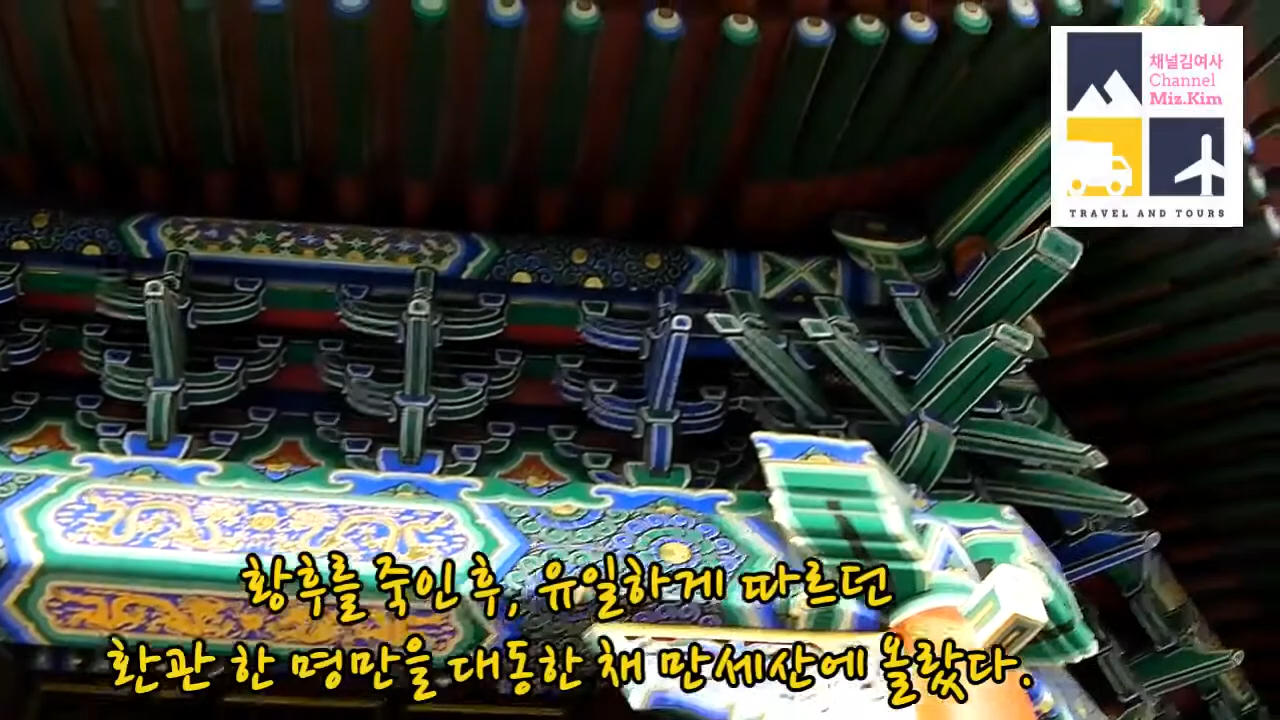 채널김여사
Channel
Miz.Kim
TRAVEL AND TOURS
황후를 죽인 후, 유일하게 따르던
환관 한 명만을 대동한 채 만세산에 올랐다.